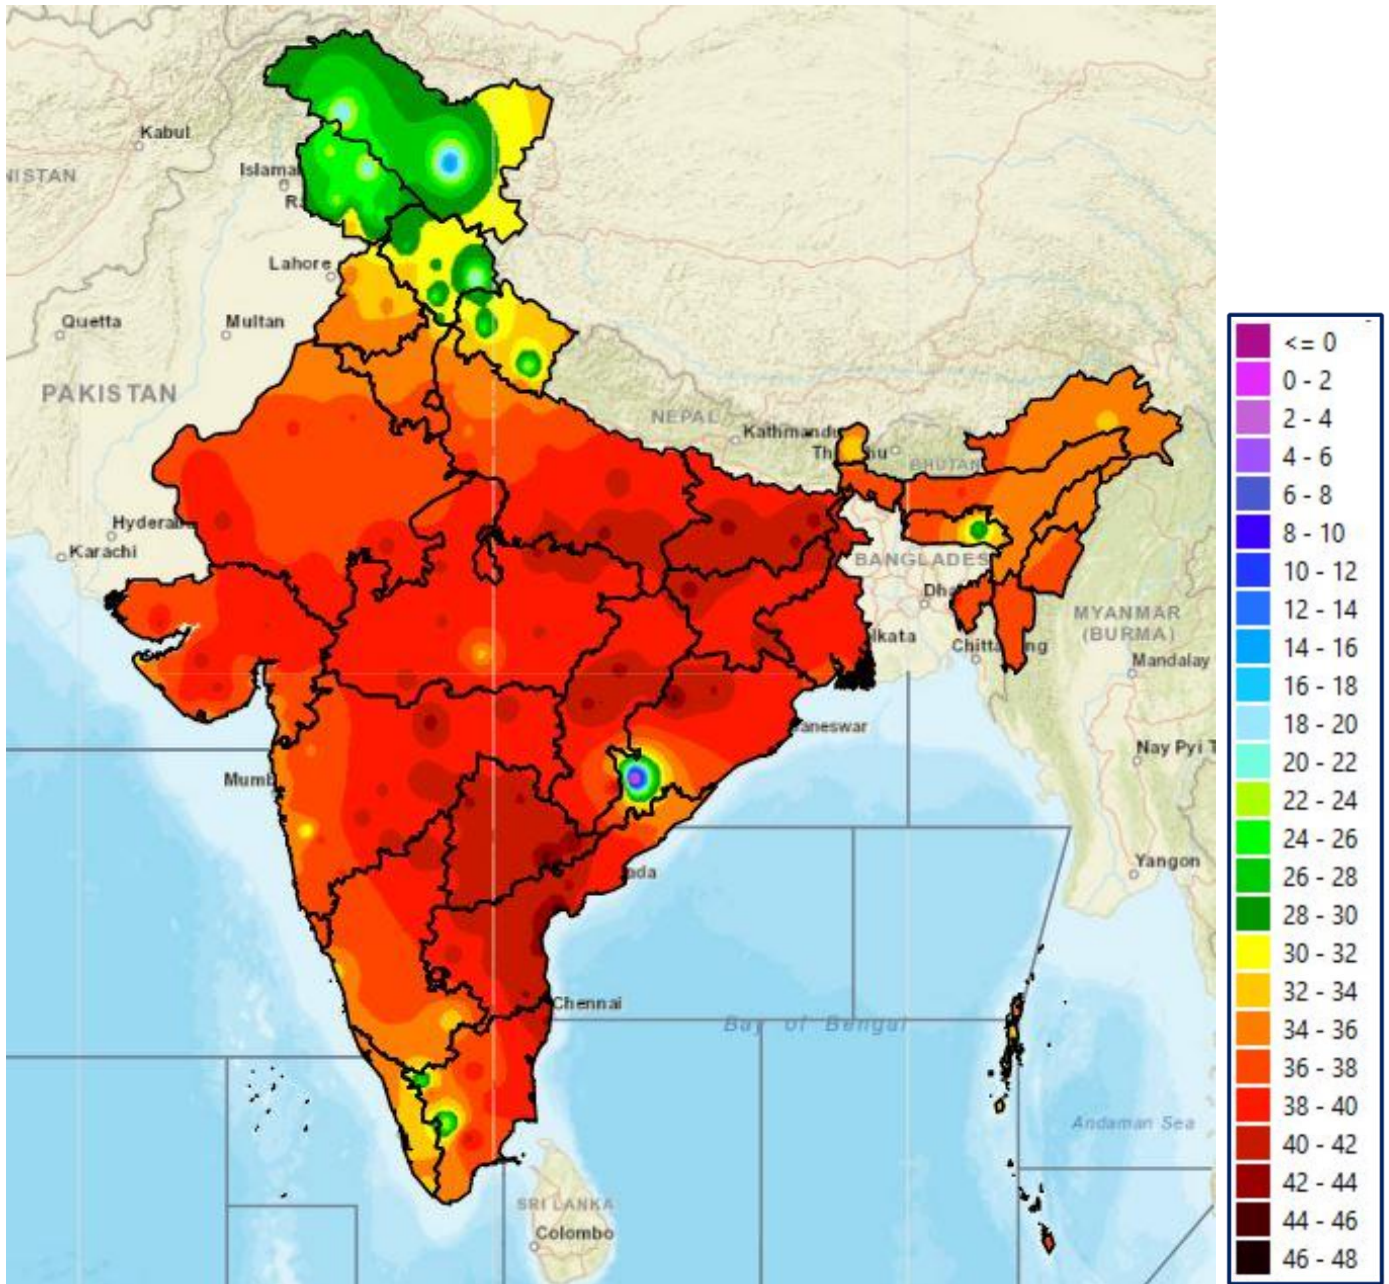 Kabul
Islama
NISTAN
Lahore
Quetta
Multan
PAKISTAN
NEPAL
Kathmandu
BHUTAN
Hyderab
Karachi
BANGLADES
Dha
MYANMAR
(BURMA)
lkata
Chitta
ng
Mandalay
aneswar
Nay Pyi T
Mumb
Yangon
ada
Chennai
Bay of Bengal
Andaman Sea
SRI LANKA
Colombo
<= 0
0 - 2
2 - 4
4 - 6
6 - 8
8 - 10
10 - 12
12 - 14
14 - 16
16 - 18
18 - 20
20 - 22
22 - 24
24 - 26
26 - 28
28 - 30
30 - 32
32 - 34
34 - 36
36 - 38
38 - 40
40 - 42
42 - 44
44 - 46
46 - 48